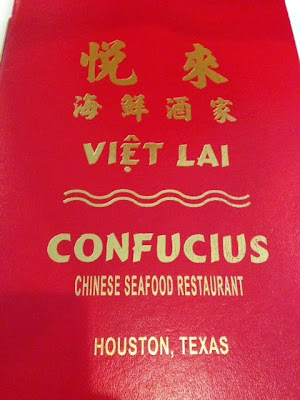 悅來
海鮮酒家
VIỆT LAI
CONFUCIUS
CHINESE SEAFOOD RESTAURANT
HOUSTON, TEXAS